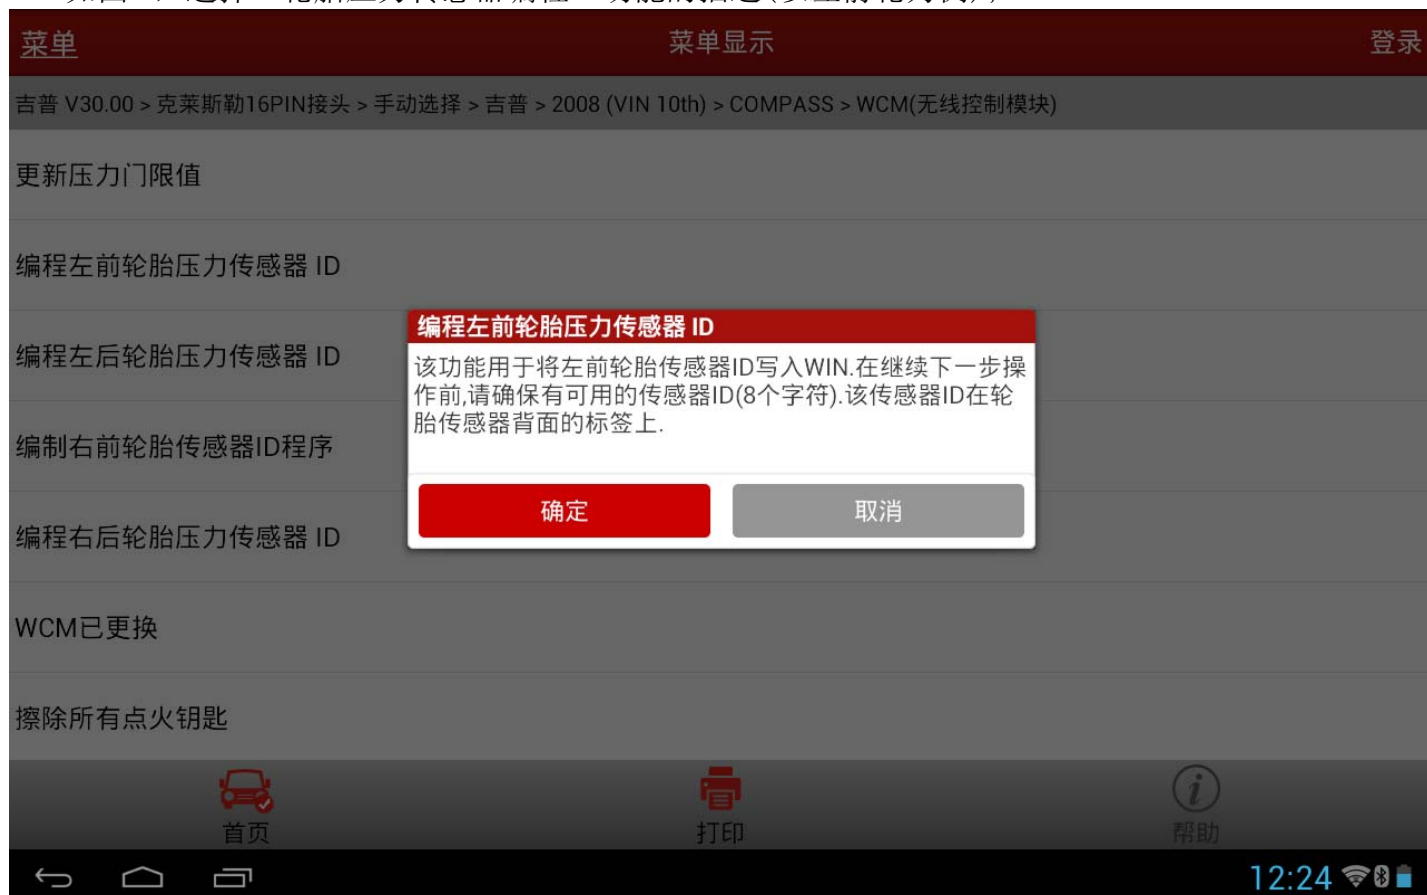 菜单 菜单显示 登录
吉普 V30.00 > 克莱斯勒16PIN接头 > 手动选择 > 吉普 > 2008 (VIN 10th) > COMPASS > WCM(无线控制模块)
更新压力门限值
编程左前轮胎压力传感器 ID
编程左后轮胎压力传感器 ID
编制右前轮胎传感器ID程序
编程右后轮胎压力传感器 ID
WCM已更换
擦除所有点火钥匙
编程左前轮胎压力传感器 ID
该功能用于将左前轮胎传感器ID写入WIN.在继续下一步操
作前,请确保有可用的传感器ID(8个字符).该传感器ID在轮
胎传感器背面的标签上.
确定 取消
首页 打印 帮助
12:24